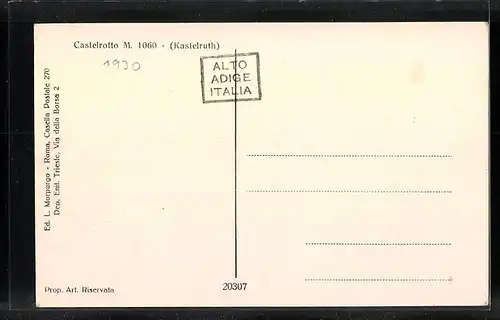 Castelrotto M. 1060 - (Kastelruth)
1930
ALTO
ADIGE
ITALIA
Ed. L. Morpurgo - Roma, Casella Postale 270
Dep. Emil. Trieste, Via della Borsa 2
Prop. Art. Riservata
20307